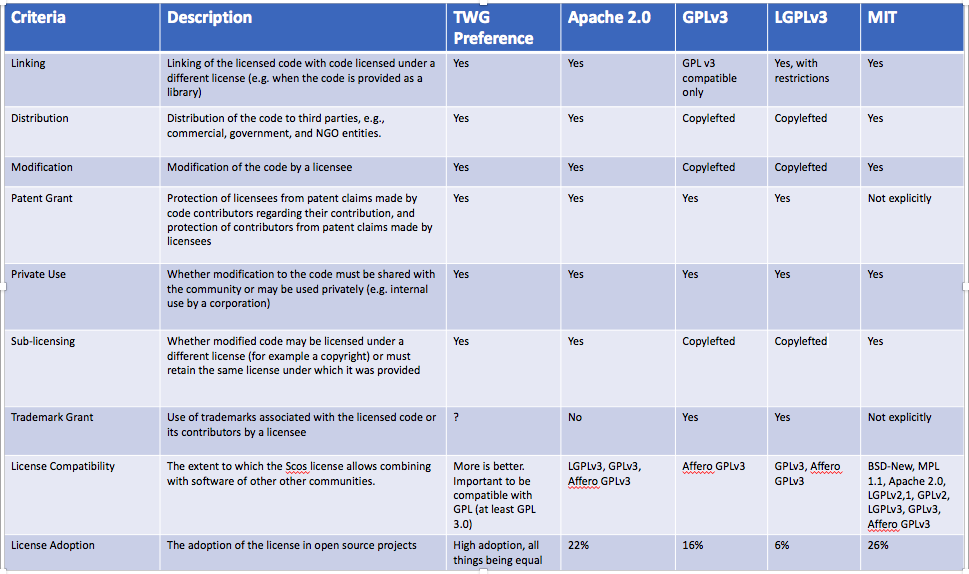 Criteria
Description
TWG
Preference
Apache 2.0
GPLv3
LGPLv3
MIT
Linking
Linking of the licensed code with code licensed under a
different license (e.g. when the code is provided as a
library)
Yes
Yes
GPL v3
compatible
only
Yes, with
restrictions
Yes
Distribution
Distribution of the code to third parties, e.g.,
commercial, government, and NGO entities.
Yes
Yes
Copylefted
Copylefted
Yes
Modification
Modification of the code by a licensee
Yes
Yes
Copylefted
Copylefted
Yes
Patent Grant
Protection of licensees from patent claims made by
code contributors regarding their contribution, and
protection of contributors from patent claims made by
licensees
Yes
Yes
Yes
Yes
Not explicitly
Private Use
Whether modification to the code must be shared with
the community or may be used privately (e.g. internal
use by a corporation)
Yes
Yes
Yes
Yes
Yes
Sub-licensing
Whether modified code may be licensed under a
different license (for example a copyright) or must
retain the same license under which it was provided
Yes
Yes
Copylefted
Copylefted
Yes
Trademark Grant
Use of trademarks associated with the licensed code or
its contributors by a licensee
?
No
Yes
Yes
Not explicitly
License Compatibility
The extent to which the Scos license allows combining
with software of other other communities.
More is better.
Important to be
compatible with
GPL (at least GPL
3.0)
LGPLv3, GPLv3,
Affero GPLv3
Affero GPLv3
GPLv3, Affero
GPLv3
BSD-New, MPL
1.1, Apache 2.0,
LGPLv2,1, GPLv2,
LGPLv3, GPLv3,
Affero GPLv3
License Adoption
The adoption of the license in open source projects
High adoption, all
things being equal
22%
16%
6%
26%